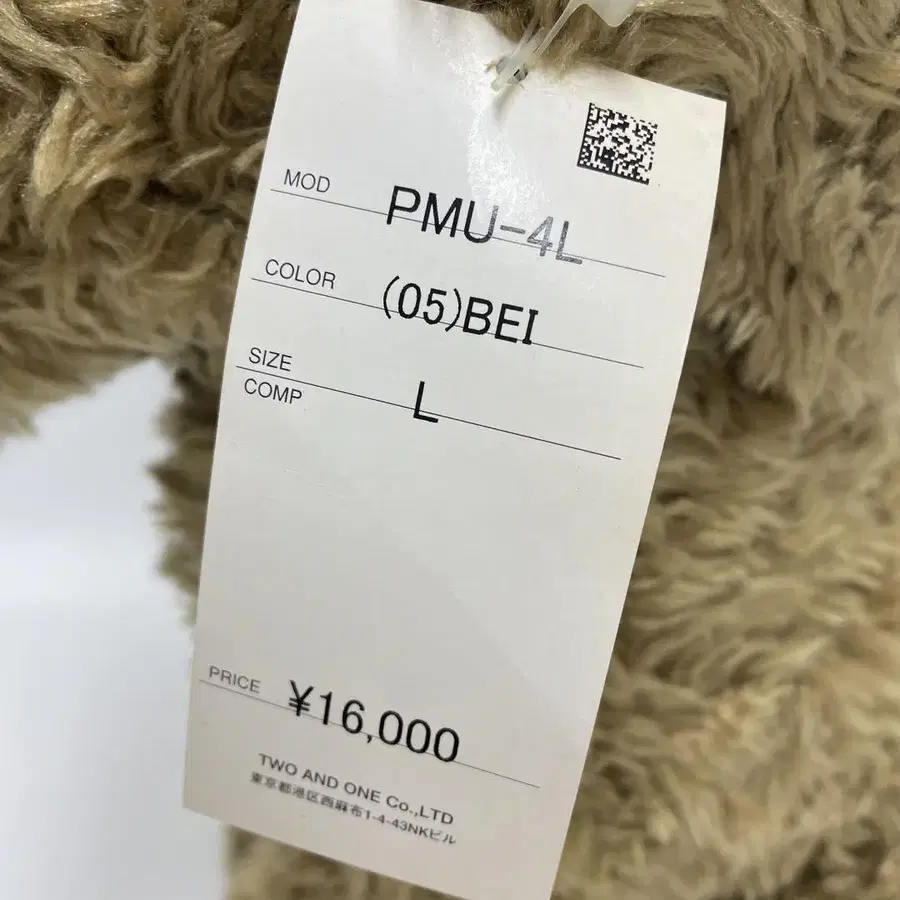 MOD PMU-4L
COLOR (05)BEI
SIZE L
COMP
PRICE ¥16,000
TWO AND ONE Co.,LTD
東京都港区西麻布1-4-43NKビル